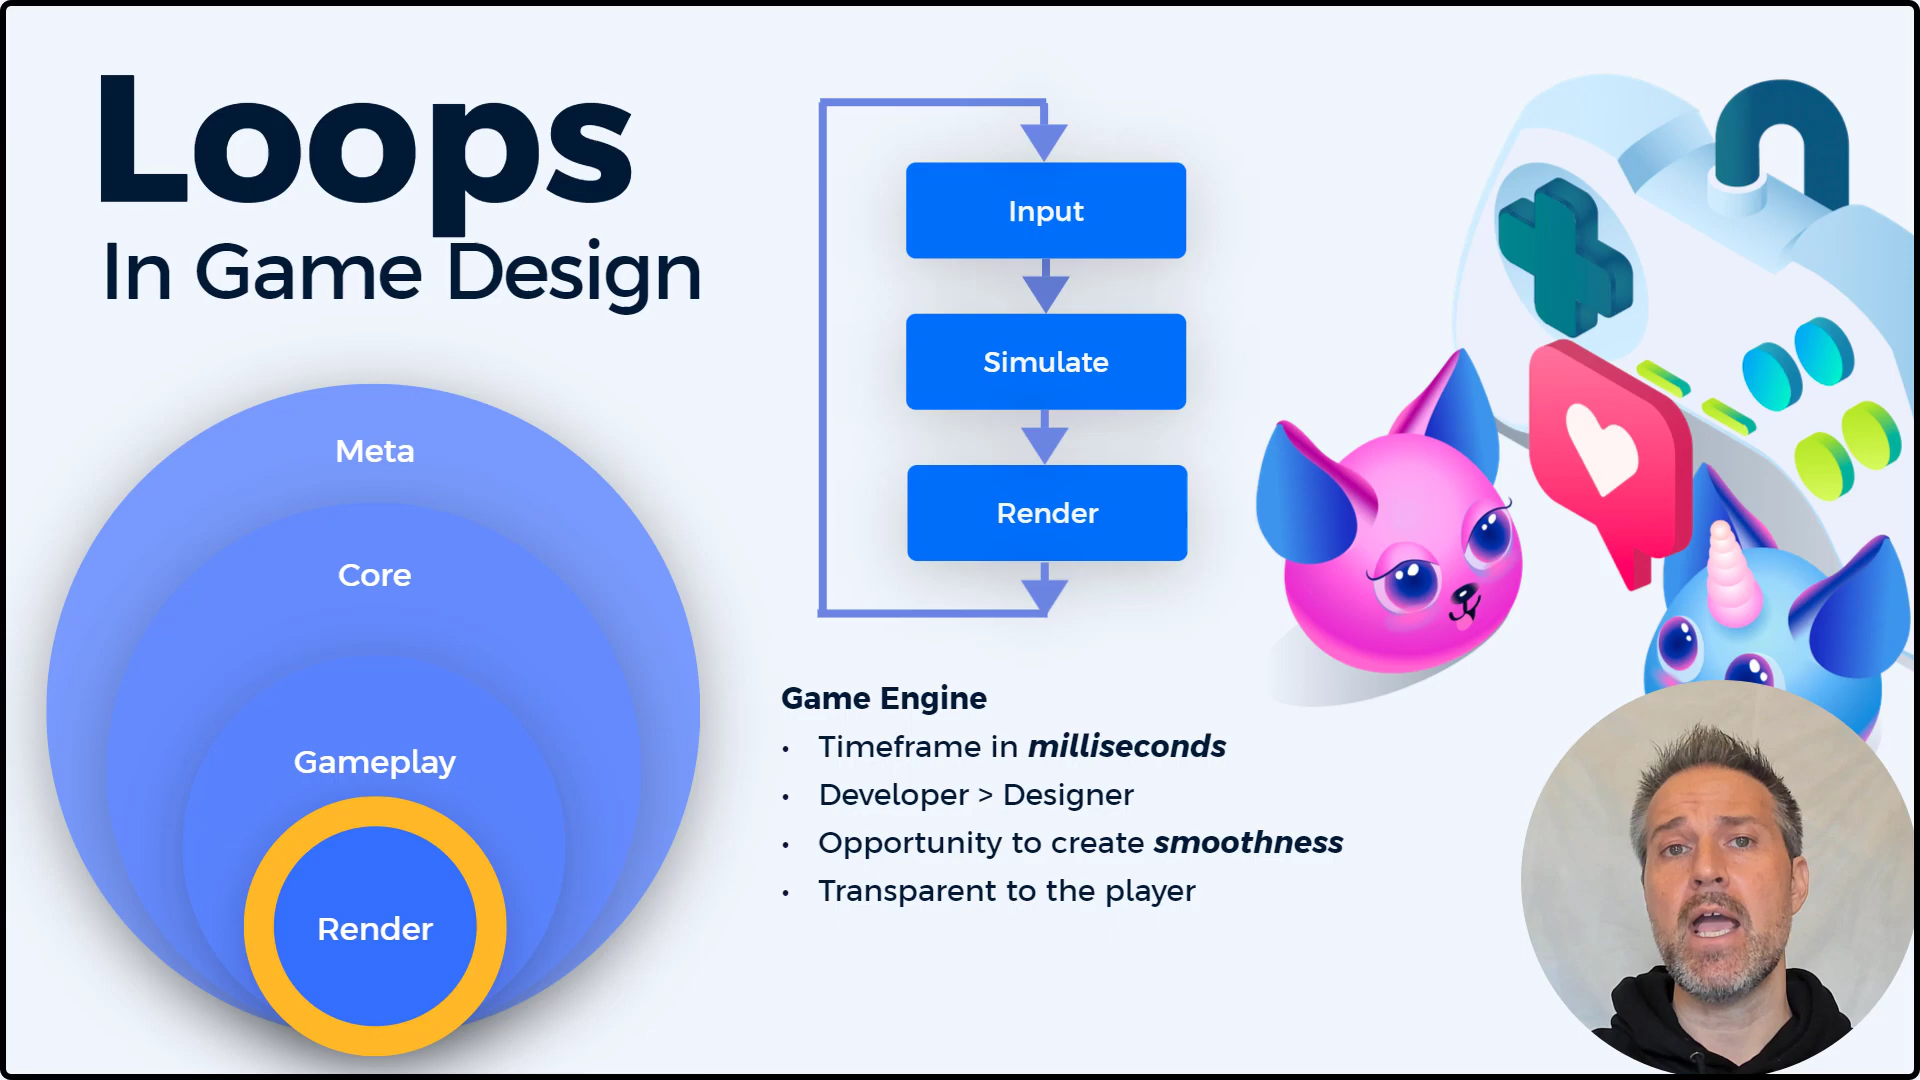 Loops
In Game Design
Meta
Core
Gameplay
Render
Input
Simulate
Render
Game Engine
• Timeframe in milliseconds
• Developer > Designer
• Opportunity to create smoothness
• Transparent to the player